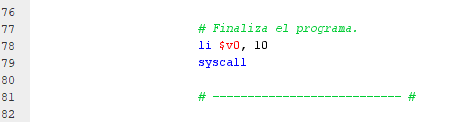 76
77 # Finaliza el programa.
78 li $v0, 10
79 syscall
80
81 # --------------------------- #
82